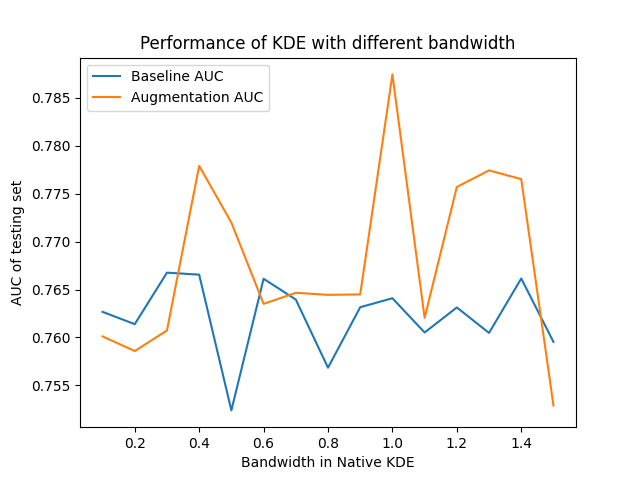 Performance of KDE with different bandwidth
Baseline AUC
Augmentation AUC
AUC of testing set
0.785
0.780
0.775
0.770
0.765
0.760
0.755
0.2
0.4
0.6
0.8
1.0
1.2
1.4
Bandwidth in Native KDE